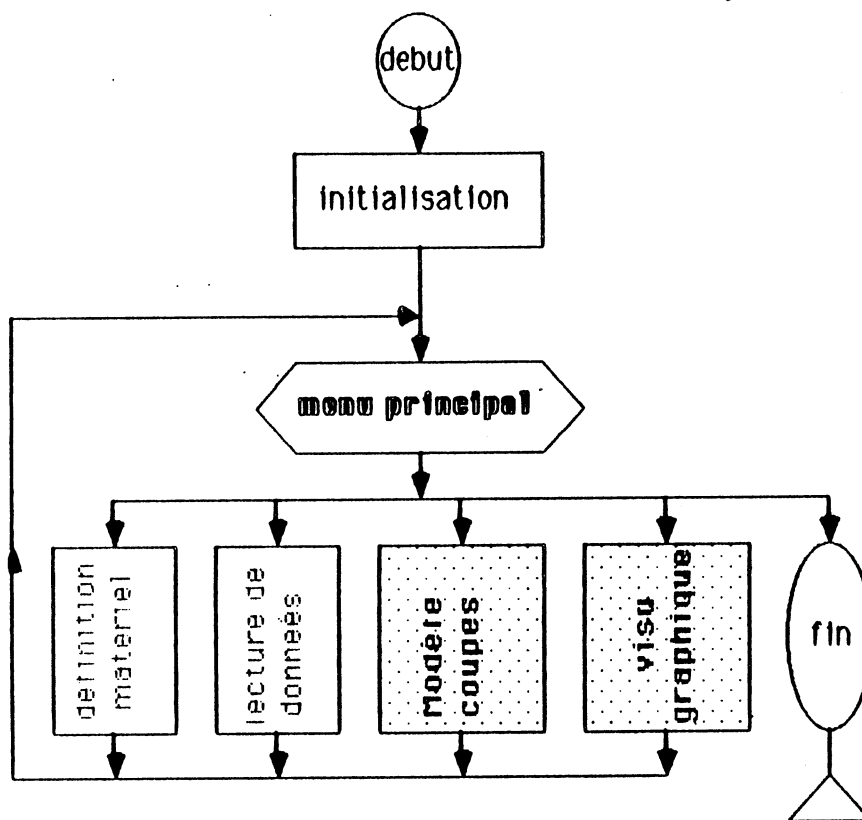 debut
initialisation
menu principal
definition
materiel
lecture de
données
Modèle
coupes
visu
graphique
fin